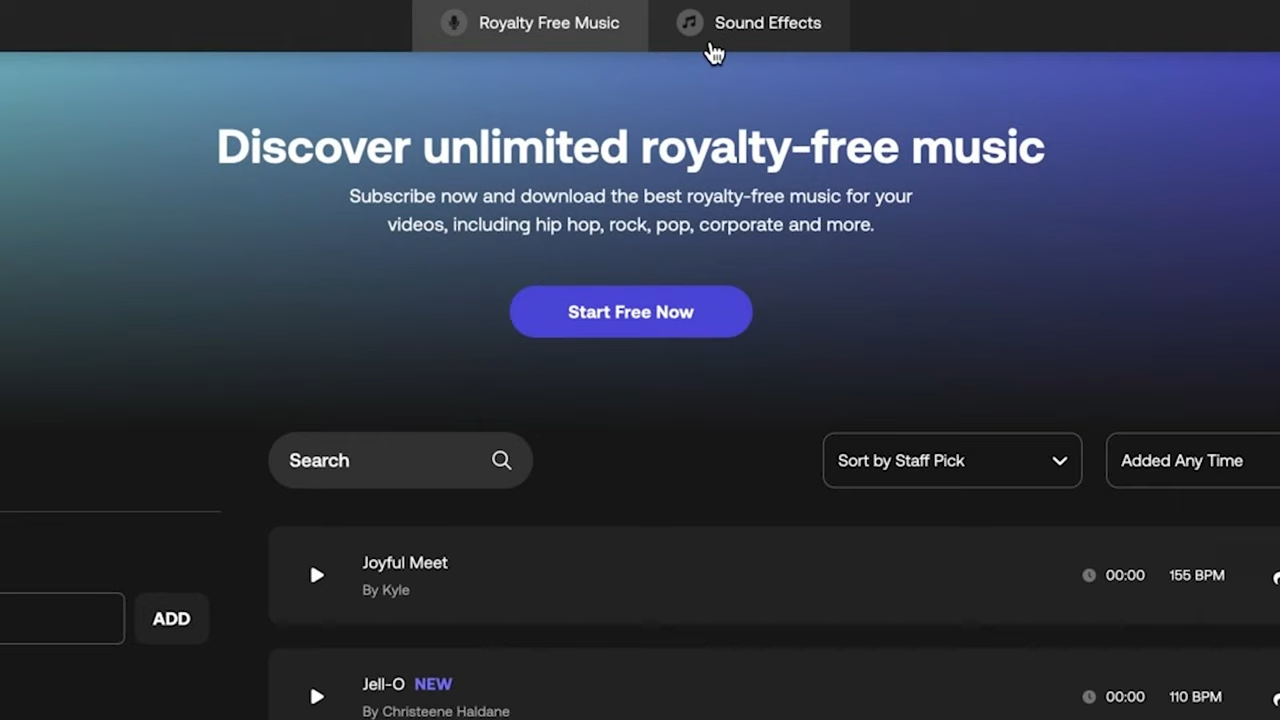 Royalty Free Music
Sound Effects
Discover unlimited royalty-free music
Subscribe now and download the best royalty-free music for your
videos, including hip hop, rock, pop, corporate and more.
Start Free Now
Search
Sort by Staff Pick
Added Any Time
Joyful Meet
By Kyle
00:00
155 BPM
ADD
Jell-O NEW
By Christeene Haldane
00:00
110 BPM